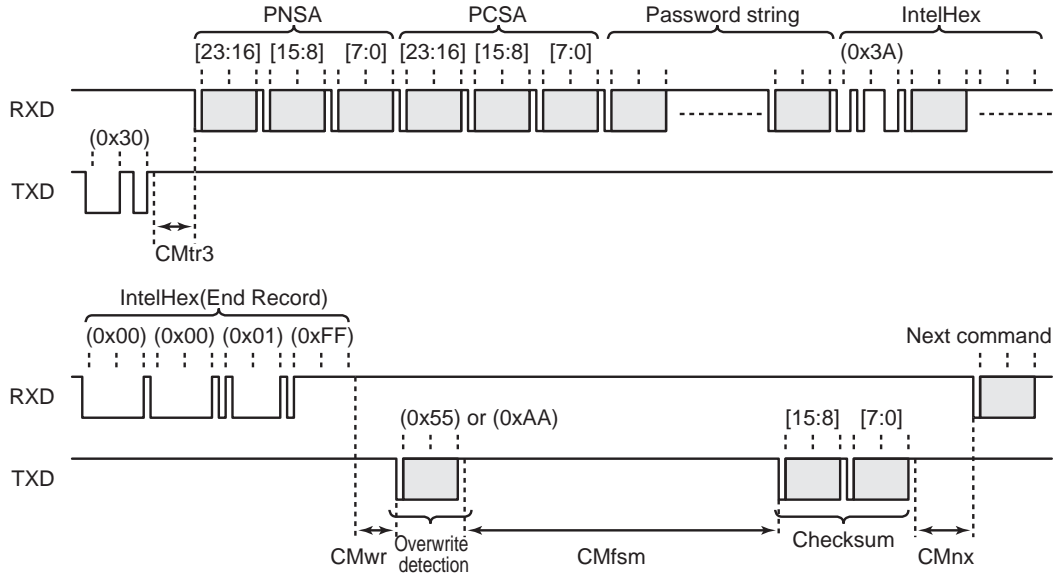 PNSA PCSA Password string IntelHex
[23:16] [15:8] [7:0] [23:16] [15:8] [7:0] (0x3A)
RXD
(0x30)
TXD
CMtr3
IntelHex(End Record)
(0x00) (0x00) (0x01) (0xFF) Next command
RXD
(0x55) or (0xAA) [15:8] [7:0]
TXD
CMwr Overwrite detection CMfsm Checksum CMnx